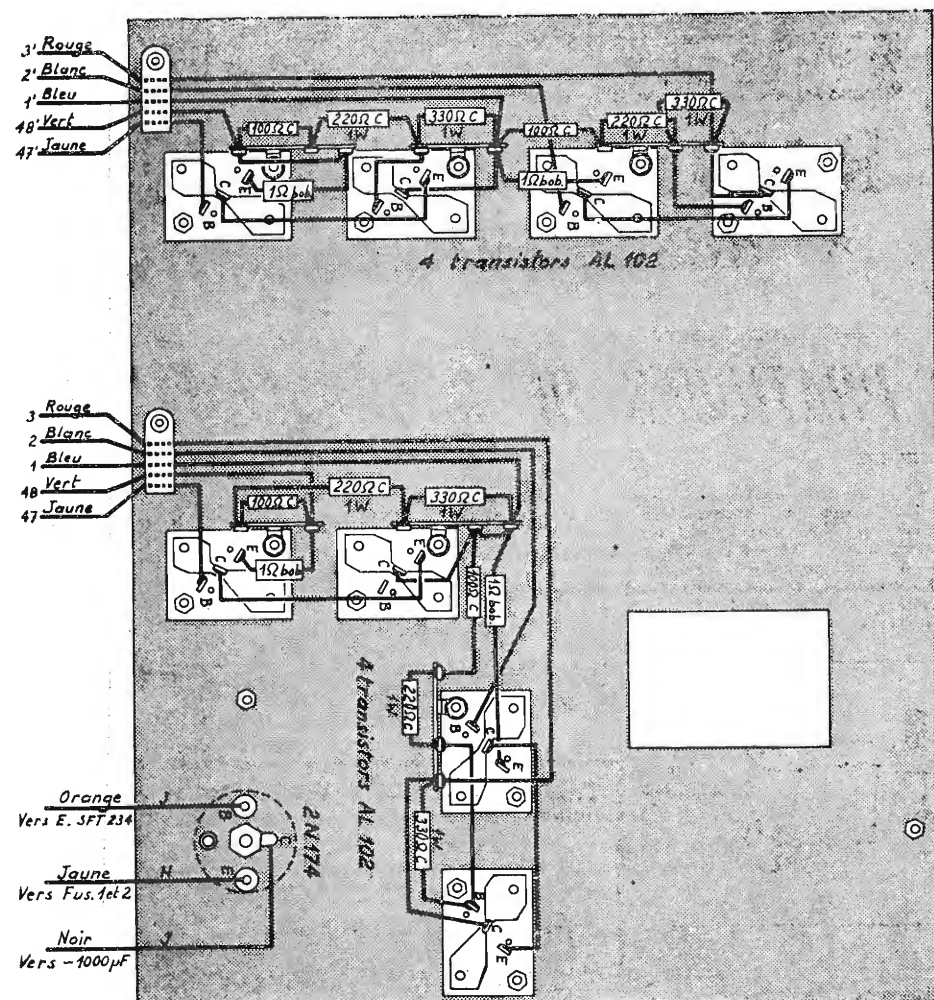 3' Rouge
2' Blanc
1' Bleu
48' Vert
47' Jaune
100Ω C
220Ω C
1W
330Ω C
1W
100Ω C
220Ω C
1W
330Ω C
1W
C
E
B
1Ω bob.
C
E
B
1Ω bob.
E
C
B
C
E
B
4 transistors AL 102
3 Rouge
2 Blanc
1 Bleu
48 Vert
47 Jaune
100Ω C
220Ω C
1W
330Ω C
1W
C
E
B
1Ω bob.
C
E
B
100Ω C
1Ω bob.
4 transistors AL 102
220Ω C
1W
B
C
E
330Ω C
1W
B
C
E
Orange J
Vers E. SFT 234
Jaune H
Vers Fus. 1 et 2
Noir
Vers - 1000µF
B
C
E
2N174